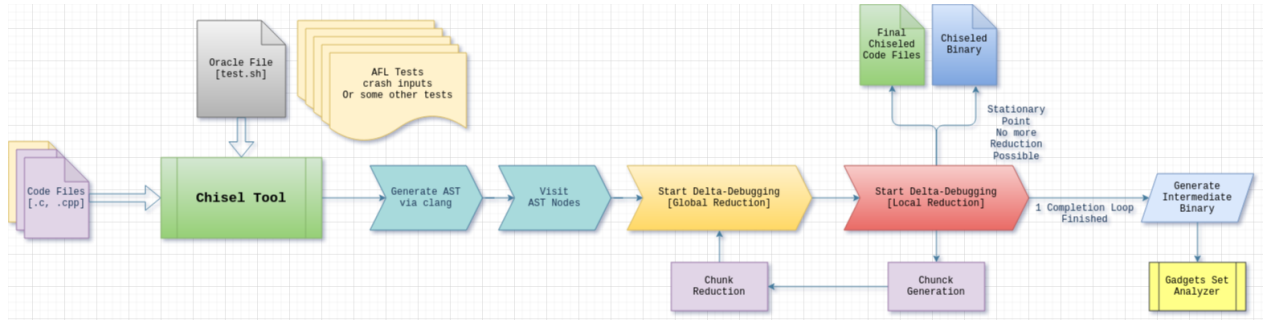 Oracle File
[test.sh]
AFL Tests
crash inputs
Or some other tests
Final
Chiseled
Code Files
Chiseled
Binary
Stationary
Point
No more
Reduction
Possible
Code Files
[.c, .cpp]
Chisel Tool
Generate AST
via clang
Visit
AST Nodes
Start Delta-Debugging
[Global Reduction]
Start Delta-Debugging
[Local Reduction]
1 Completion Loop
Finished
Generate
Intermediate
Binary
Chunk
Reduction
Chunck
Generation
Gadgets Set
Analyzer